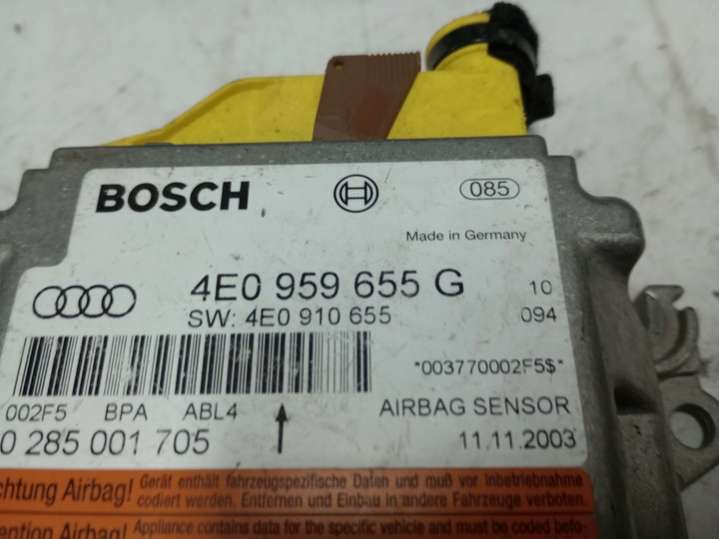 BOSCH
085
Made in Germany
4E0 959 655 G 10
SW: 4E0 910 655 094
*003770002F5$*
002F5 BPA ABL4 AIRBAG SENSOR
0 285 001 705 11.11.2003
Airbag! Gerät enthält fahrzeugspezifische Daten und muß vor Inbetriebnahme
codiert werden. Entfernen und Einbau in andere Fahrzeuge verboten.
Airbag! Appliance contains data for the specific vehicle and must be coded befo-